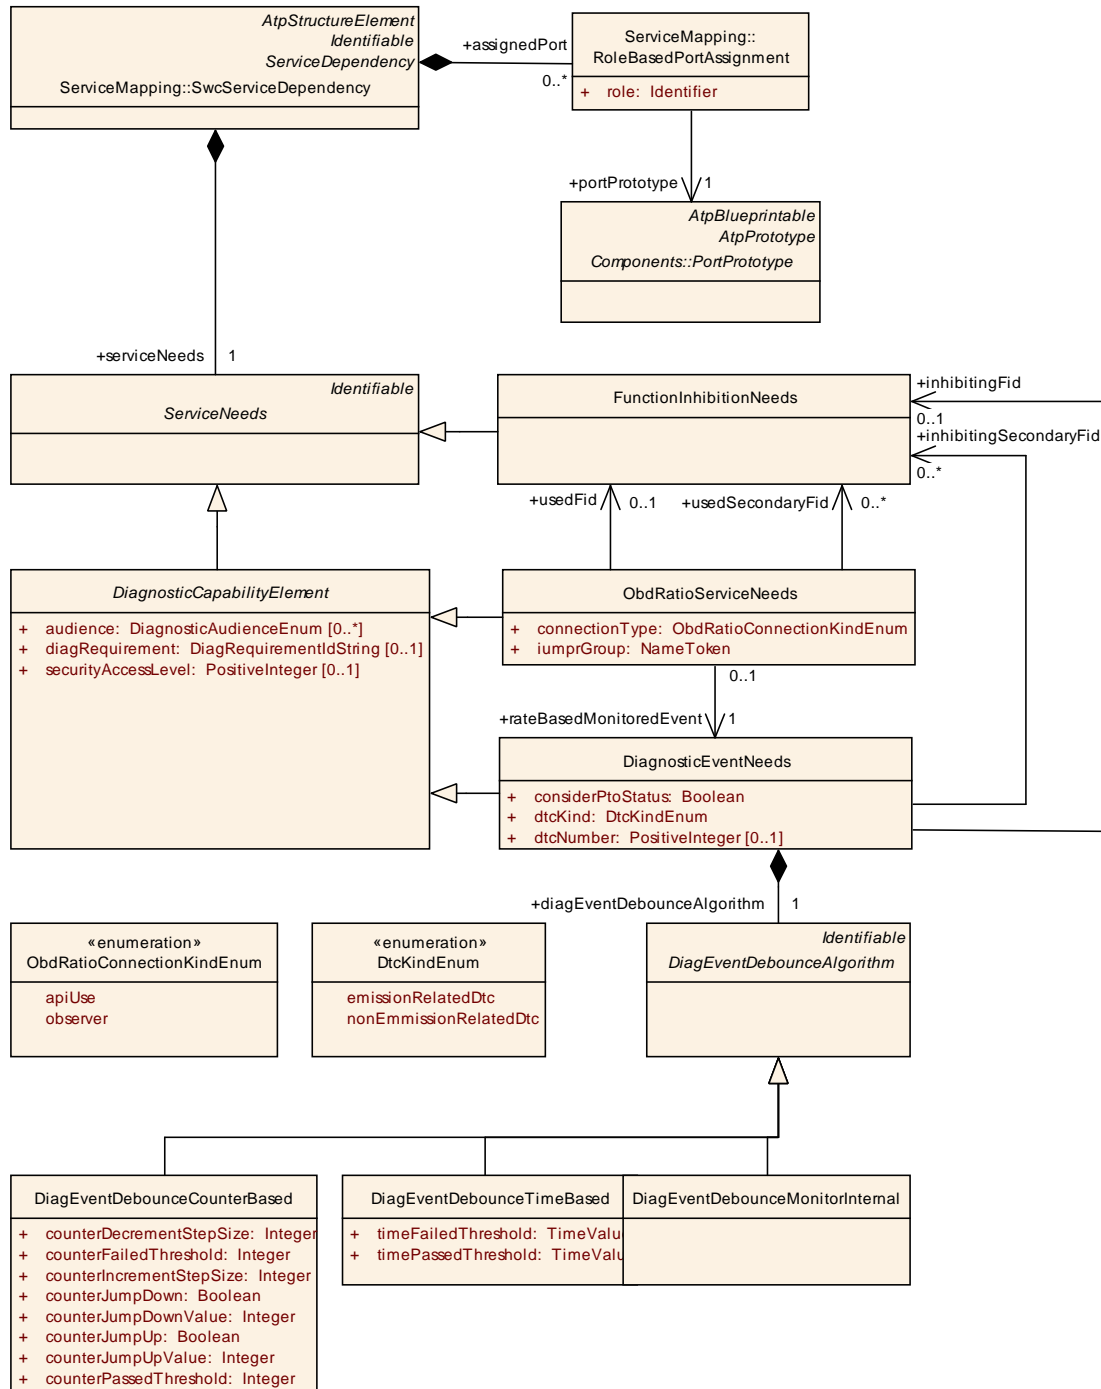 AtpStructureElement
Identifiable
ServiceDependency
ServiceMapping::SwcServiceDependency
+assignedPort
0..*
ServiceMapping::
RoleBasedPortAssignment
+ role: Identifier
+portPrototype
1
AtpBlueprintable
AtpPrototype
Components::PortPrototype
+serviceNeeds
1
Identifiable
ServiceNeeds
FunctionInhibitionNeeds
+inhibitingFid
0..1
+inhibitingSecondaryFid
0..*
+usedFid
0..1
+usedSecondaryFid
0..*
DiagnosticCapabilityElement
+ audience: DiagnosticAudienceEnum [0..*]
+ diagRequirement: DiagRequirementIdString [0..1]
+ securityAccessLevel: PositiveInteger [0..1]
ObdRatioServiceNeeds
+ connectionType: ObdRatioConnectionKindEnum
+ iumprGroup: NameToken
0..1
+rateBasedMonitoredEvent
1
DiagnosticEventNeeds
+ considerPtoStatus: Boolean
+ dtcKind: DtcKindEnum
+ dtcNumber: PositiveInteger [0..1]
+diagEventDebounceAlgorithm
1
«enumeration»
ObdRatioConnectionKindEnum
apiUse
observer
«enumeration»
DtcKindEnum
emissionRelatedDtc
nonEmmissionRelatedDtc
Identifiable
DiagEventDebounceAlgorithm
DiagEventDebounceCounterBased
+ counterDecrementStepSize: Integer
+ counterFailedThreshold: Integer
+ counterIncrementStepSize: Integer
+ counterJumpDown: Boolean
+ counterJumpDownValue: Integer
+ counterJumpUp: Boolean
+ counterJumpUpValue: Integer
+ counterPassedThreshold: Integer
DiagEventDebounceTimeBased
+ timeFailedThreshold: TimeValu
+ timePassedThreshold: TimeValu
DiagEventDebounceMonitorInternal